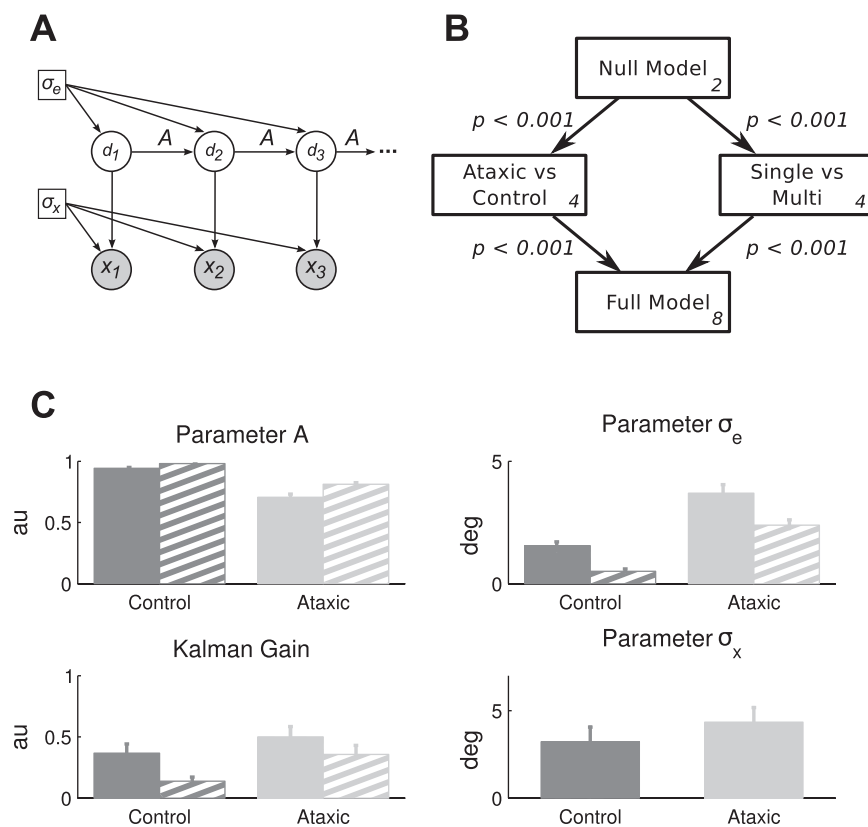 A
σe
A
A
A
d1
d2
d3
...
σx
x1
x2
x3
B
Null Model
2
p < 0.001
p < 0.001
Ataxic vs
Control
4
Single vs
Multi
4
p < 0.001
p < 0.001
Full Model
8
C
Parameter A
1
0.5
0
au
Control
Ataxic
Parameter σe
5
0
deg
Control
Ataxic
Kalman Gain
1
0.5
0
au
Control
Ataxic
Parameter σx
5
0
deg
Control
Ataxic